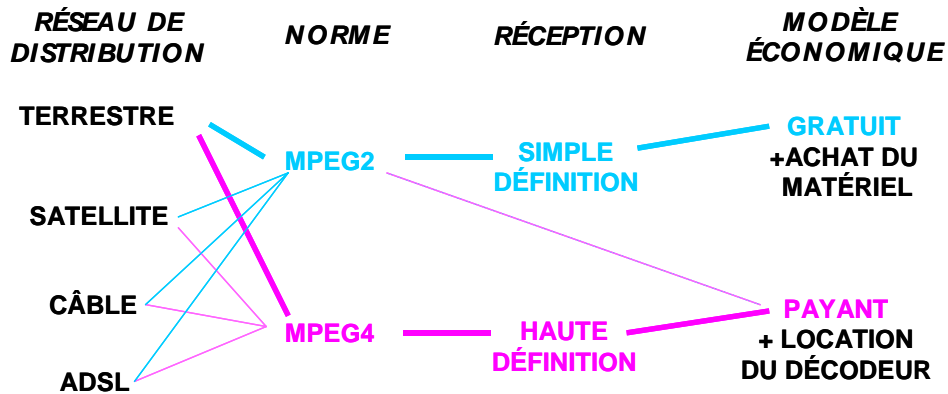 RÉSEAU DE
DISTRIBUTION
NORME
RÉCEPTION
MODÈLE
ÉCONOMIQUE
TERRESTRE
MPEG2
SIMPLE
DÉFINITION
GRATUIT
+ACHAT DU
MATÉRIEL
SATELLITE
CÂBLE
MPEG4
HAUTE
DÉFINITION
PAYANT
+ LOCATION
DU DÉCODEUR
ADSL